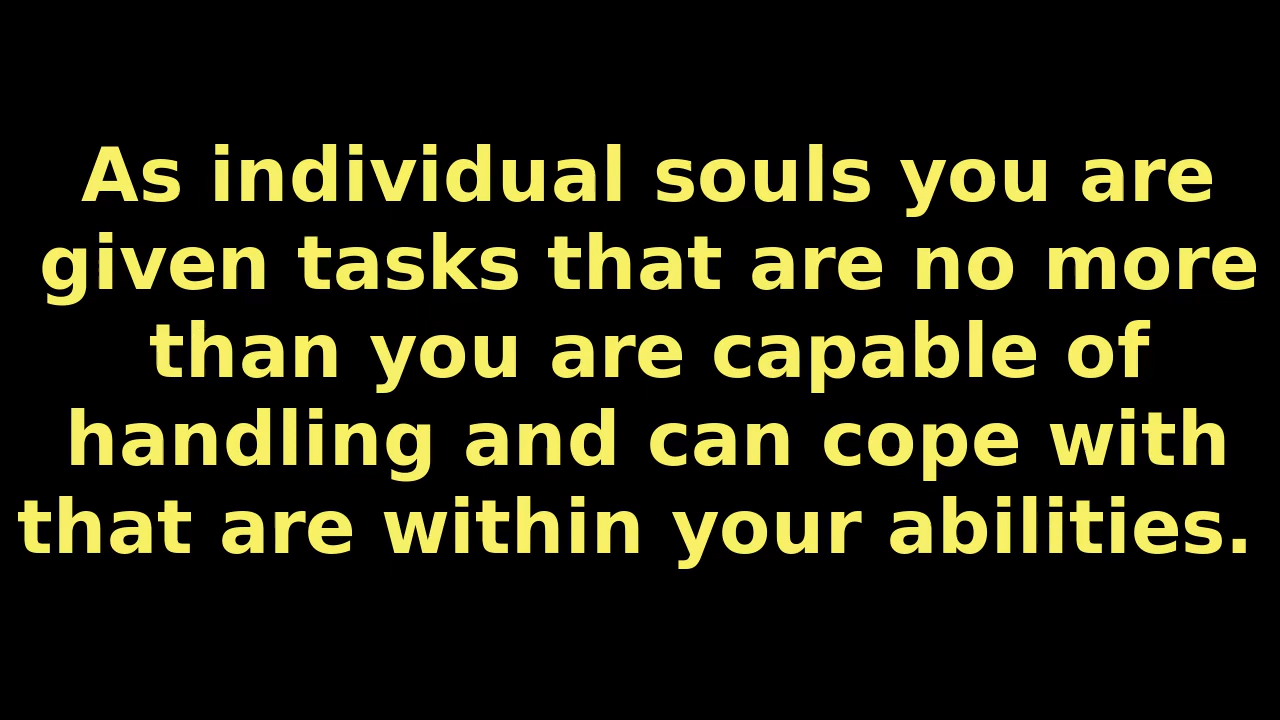 As individual souls you are
given tasks that are no more
than you are capable of
handling and can cope with
that are within your abilities.